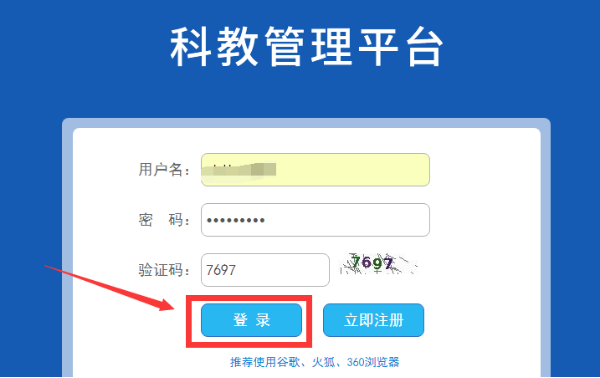 科教管理平台
用户名：
密 码： •••••••••
验证码： 7697 7697
登 录 立即注册
推荐使用谷歌、火狐、360浏览器